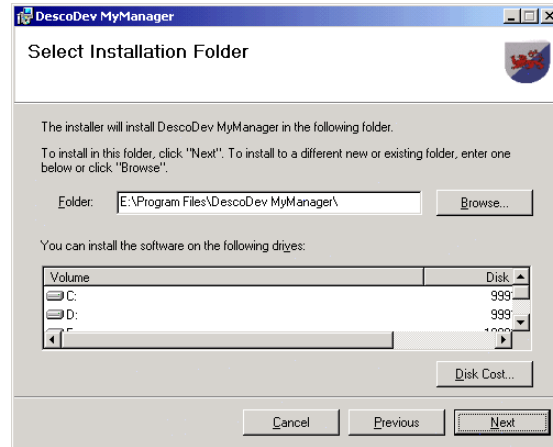 DescoDev MyManager
Select Installation Folder
The installer will install DescoDev MyManager in the following folder.
To install in this folder, click "Next". To install to a different new or existing folder, enter one
below or click "Browse".
Folder: E:\Program Files\DescoDev MyManager\ Browse...
You can install the software on the following drives:
Volume Disk
C: 999
D: 999
Disk Cost...
Cancel Previous Next